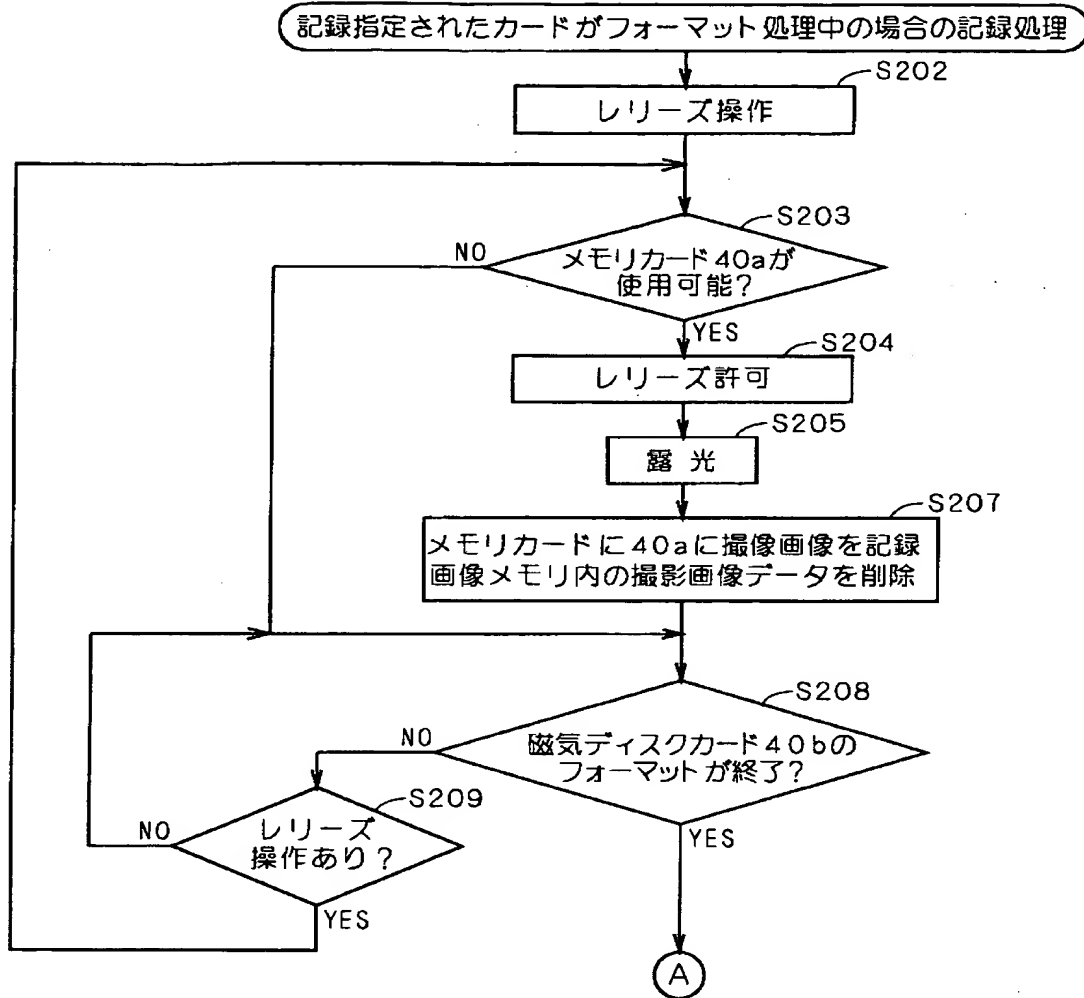 記録指定されたカードがフォーマット処理中の場合の記録処理
S202
レリーズ操作
S203
NO
メモリカード40aが
使用可能?
YES
S204
レリーズ許可
S205
露光
S207
メモリカードに40aに撮像画像を記録
画像メモリ内の撮影画像データを削除
S208
NO
磁気ディスクカード40bの
フォーマットが終了?
S209
NO
レリーズ
操作あり?
YES
YES
A